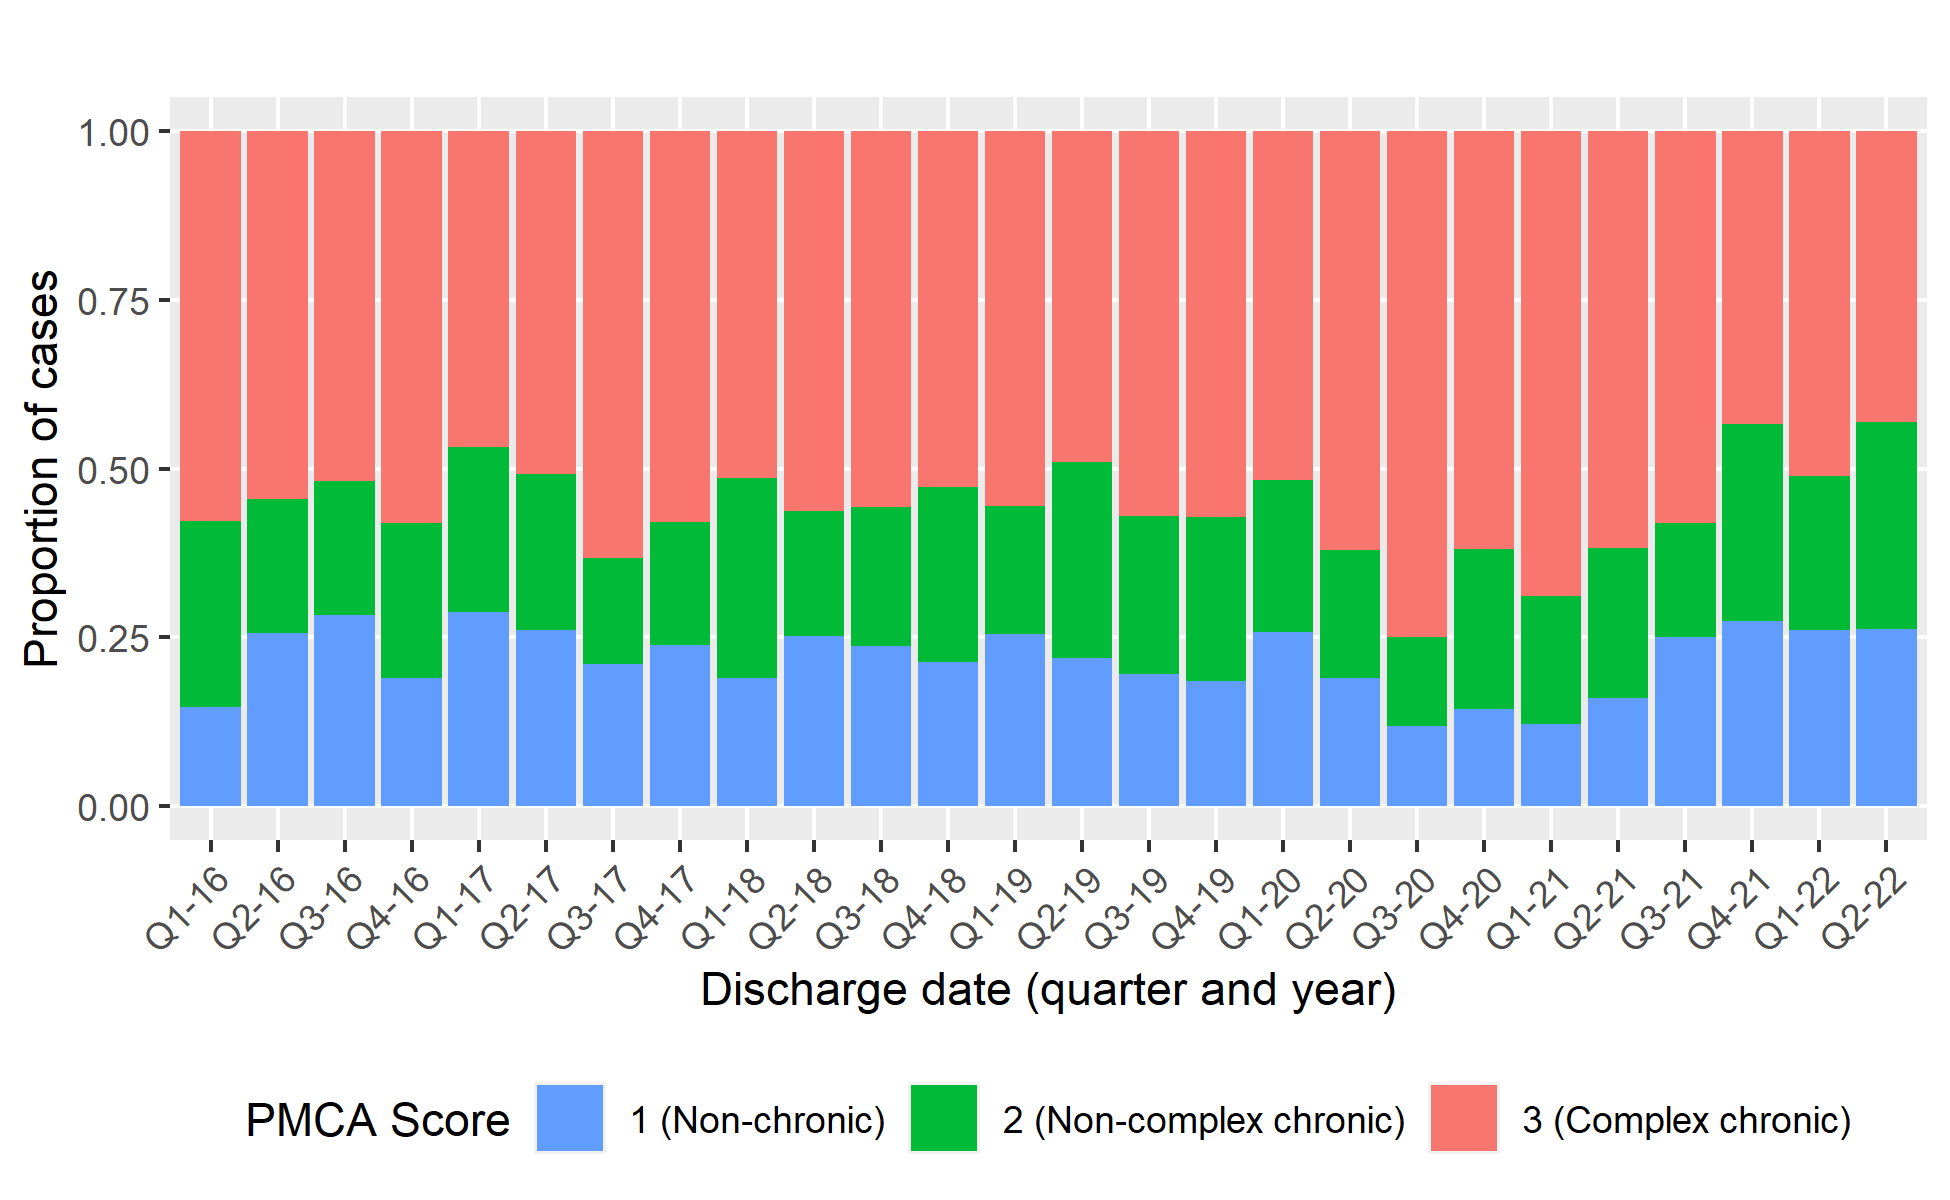 1.00
0.75
0.50
0.25
0.00
Proportion of cases
Q1-16
Q2-16
Q3-16
Q4-16
Q1-17
Q2-17
Q3-17
Q4-17
Q1-18
Q2-18
Q3-18
Q4-18
Q1-19
Q2-19
Q3-19
Q4-19
Q1-20
Q2-20
Q3-20
Q4-20
Q1-21
Q2-21
Q3-21
Q4-21
Q1-22
Q2-22
Discharge date (quarter and year)
PMCA Score 1 (Non-chronic) 2 (Non-complex chronic) 3 (Complex chronic)